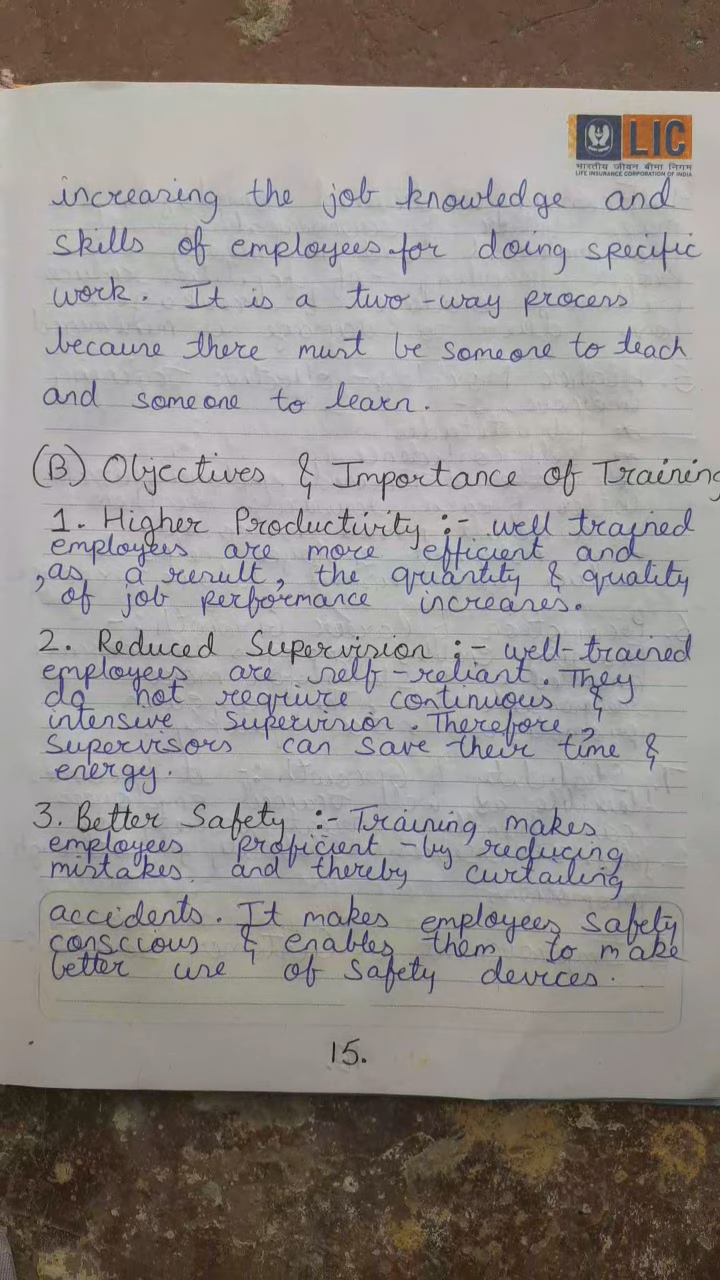 LIC
भारतीय जीवन बीमा निगम
LIFE INSURANCE CORPORATION OF INDIA
increasing the job knowledge and
skills of employees for doing specific
work. It is a two-way process
because there must be someone to teach
and someone to learn.
(B) Objectives & Importance of Training
1. Higher Productivity :- well trained
employees are more efficient and
, as a result, the quantity & quality
of job performance increases.
2. Reduced Supervision :- well-trained
employees are self-reliant. They
do not reqriure continuous &
intensive supervision. Therefore,
supervisors can save their time &
energy.
3. Better Safety :- Training makes
employees proficient -by reducing
mistakes and thereby curtailing
accidents. It makes employees safety
conscious & enables them to make
better use of safety devices.
15.